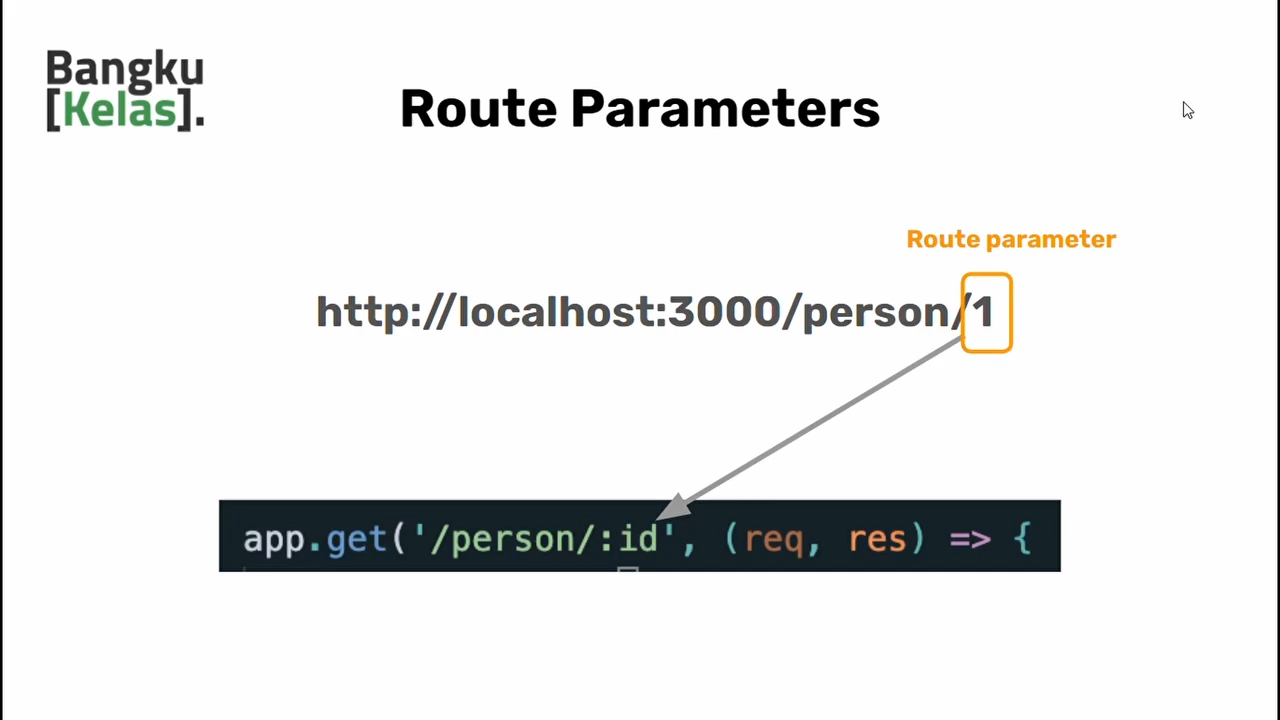 Bangku
[Kelas].
Route Parameters
Route parameter
http://localhost:3000/person/1
app.get('/person/:id', (req, res) => {